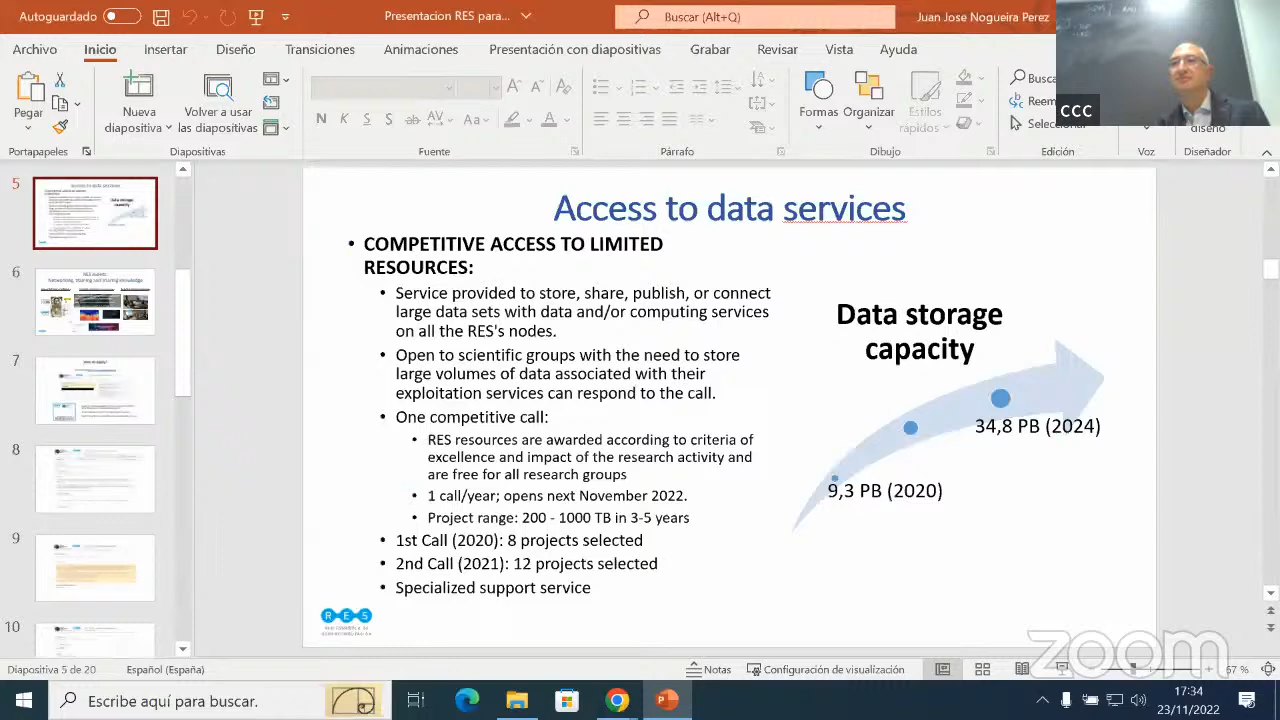 Autoguardado
Presentacion RES para...
Buscar (Alt+Q)
Juan José Nogueira Perez
Archivo Inicio Insertar Diseño Transiciones Animaciones Presentación con diapositivas Grabar Revisar Vista Ayuda
Pegar
Nueva diapositiva
Volver a usar las diapositivas
Formas Organizar Estilos rápidos
CCC
diseño
Portapapeles Diapositivas Fuente Párrafo Dibujo Edición Voz Diseñador
6
7
9
10
Access to data services
• COMPETITIVE ACCESS TO LIMITED
RESOURCES:
• Service provided to store, share, publish, or connect
large data sets with data and/or computing services
on all the RES's nodes.
• Open to scientific groups with the need to store
large volumes of data associated with their
exploitation services can respond to the call.
• One competitive call:
• RES resources are awarded according to criteria of
excellence and impact of the research activity and
are free for all research groups
• 1 call/year; opens next November 2022.
• Project range: 200 - 1000 TB in 3-5 years
• 1st Call (2020): 8 projects selected
• 2nd Call (2021): 12 projects selected
• Specialized support service
Data storage
capacity
34,8 PB (2024)
9,3 PB (2020)
RES
zoom
Diapositiva 5 de 20 Español (España) Notas Configuración de visualización 57 %
Escribe aquí para buscar.
17:34
23/11/2022